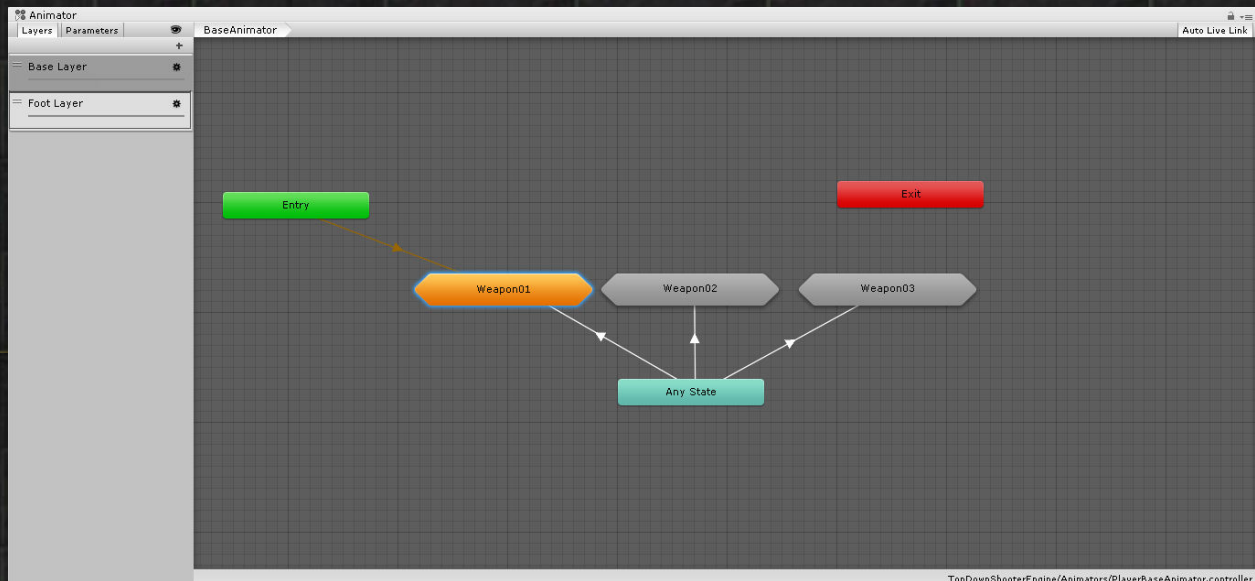 Animator
Layers
Parameters
BaseAnimator
Auto Live Link
Base Layer
Foot Layer
Entry
Exit
Weapon01
Weapon02
Weapon03
Any State
TopDownShooterEngine/Animators/PlayerBaseAnimator.controller